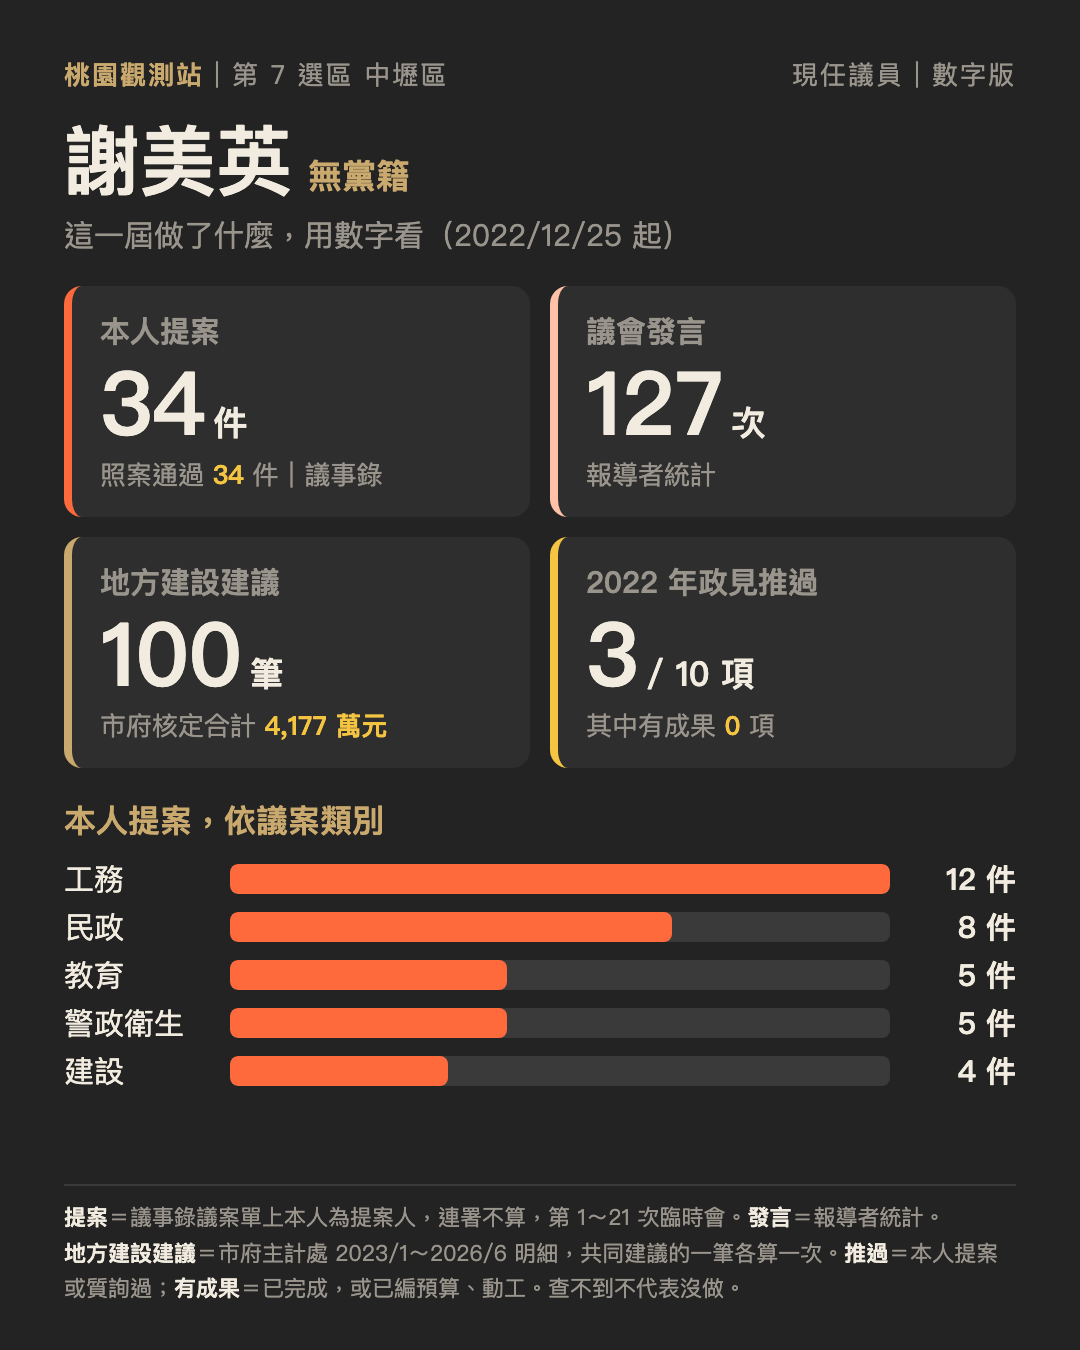 桃園觀測站｜第 7 選區 中壢區
現任議員｜數字版
謝美英 無黨籍
這一屆做了什麼，用數字看（2022/12/25 起）
本人提案
34 件
照案通過 34 件｜議事錄
議會發言
127 次
報導者統計
地方建設建議
100 筆
市府核定合計 4,177 萬元
2022 年政見推過
3 / 10 項
其中有成果 0 項
本人提案，依議案類別
工務 12 件
民政 8 件
教育 5 件
警政衛生 5 件
建設 4 件
提案＝議事錄議案單上本人為提案人，連署不算，第 1～21 次臨時會。發言＝報導者統計。
地方建設建議＝市府主計處 2023/1～2026/6 明細，共同建議的一筆各算一次。推過＝本人提案
或質詢過；有成果＝已完成，或已編預算、動工。查不到不代表沒做。